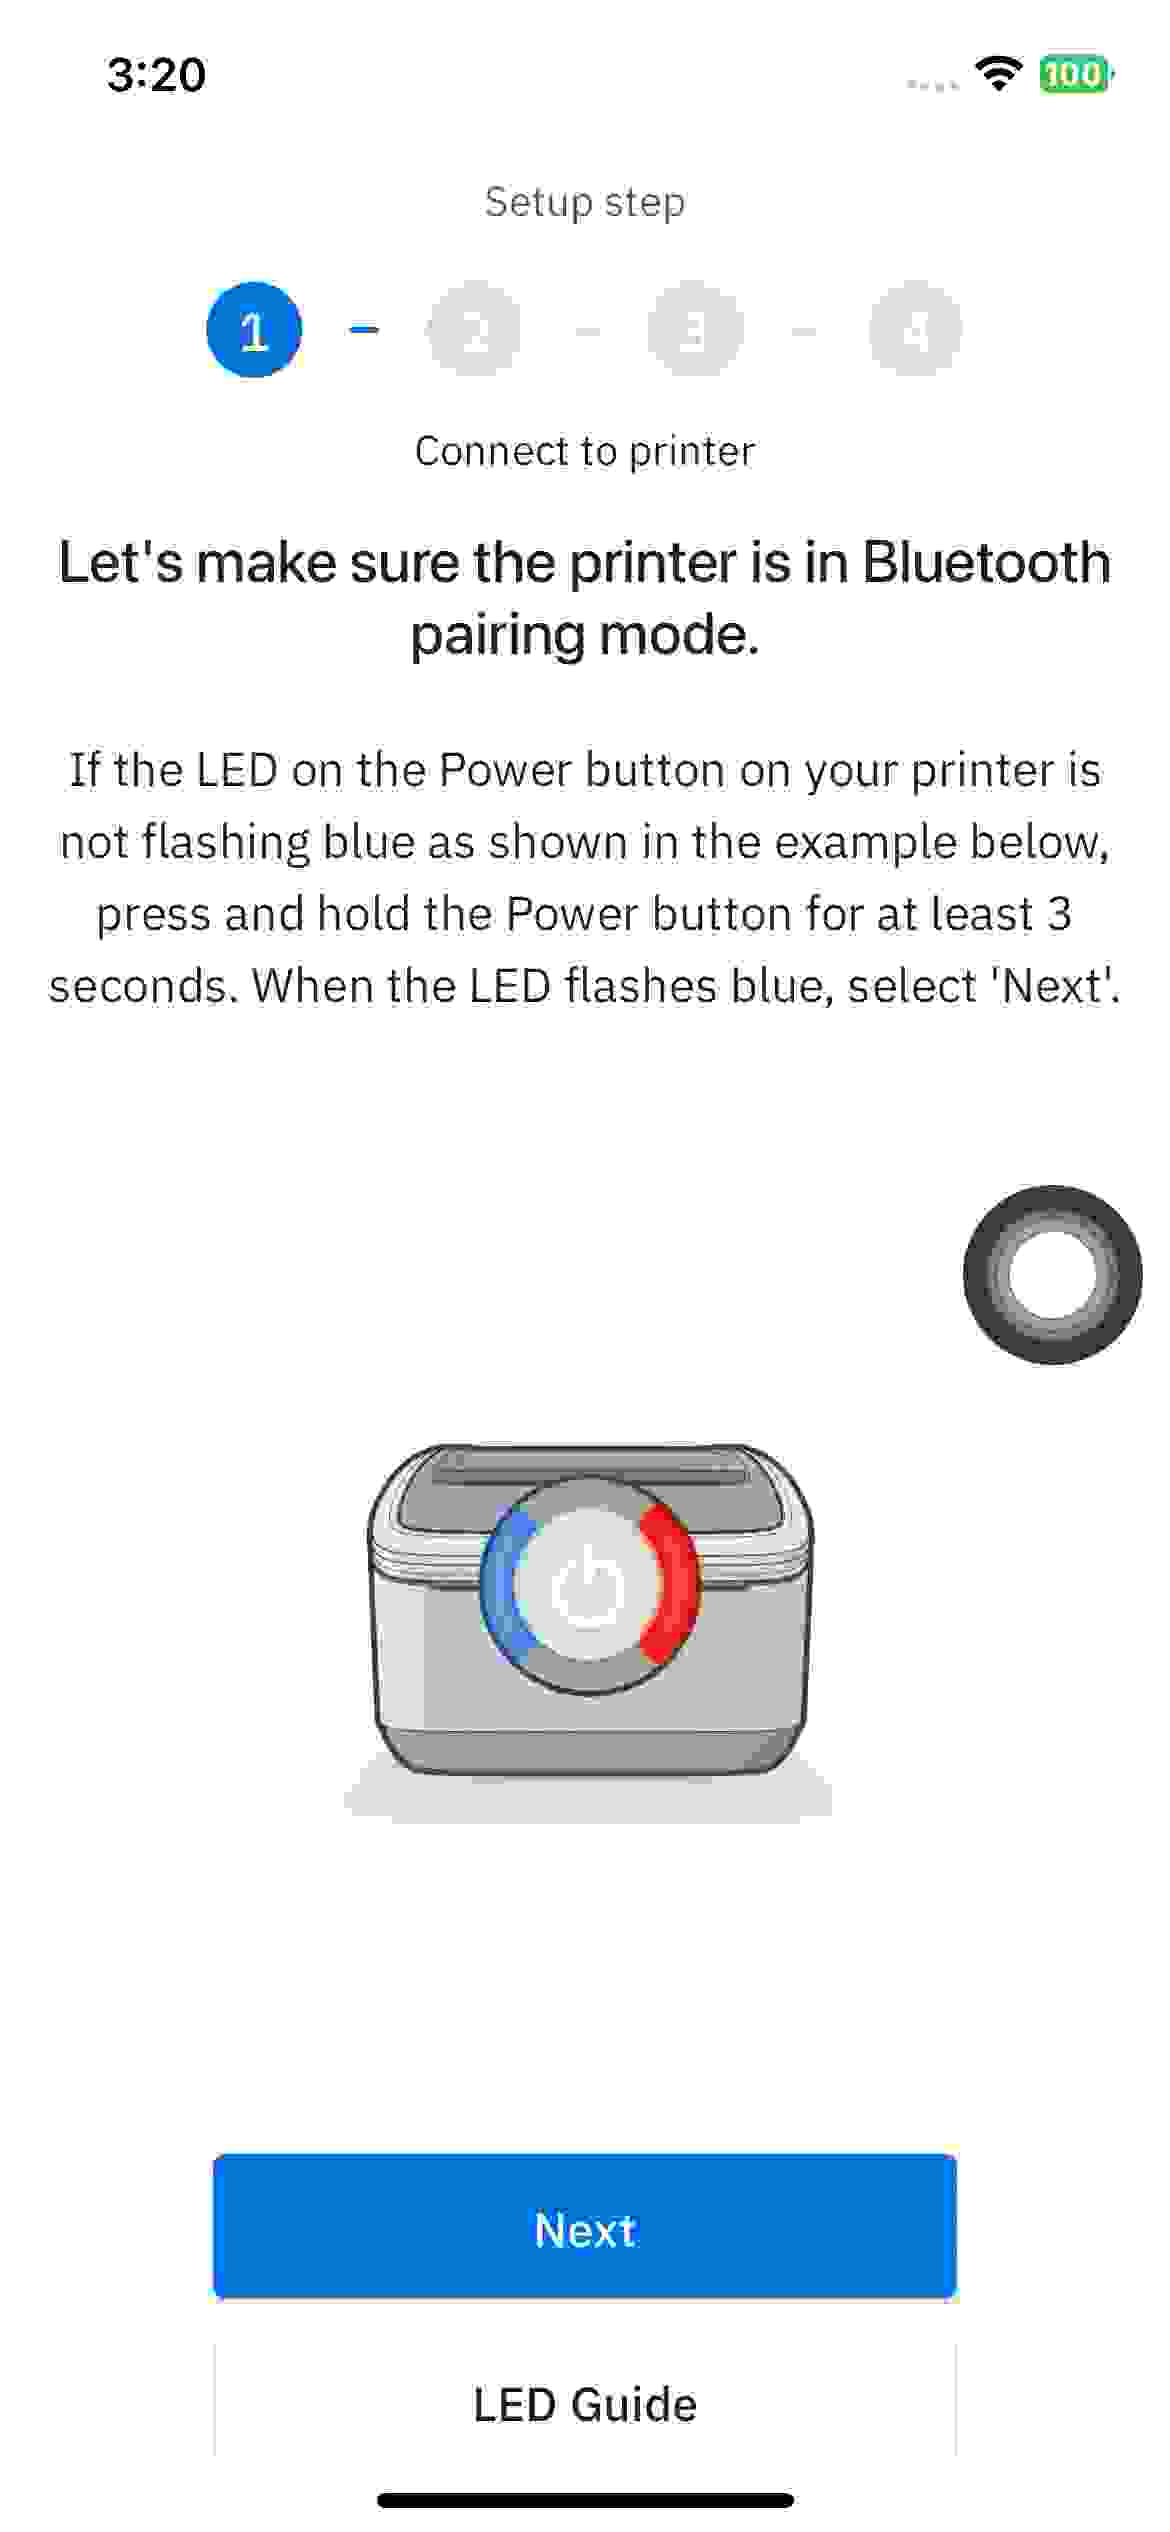 3:20
100
Setup step
1 2 3 4
Connect to printer
Let's make sure the printer is in Bluetooth
pairing mode.
If the LED on the Power button on your printer is
not flashing blue as shown in the example below,
press and hold the Power button for at least 3
seconds. When the LED flashes blue, select 'Next'.
Next
LED Guide